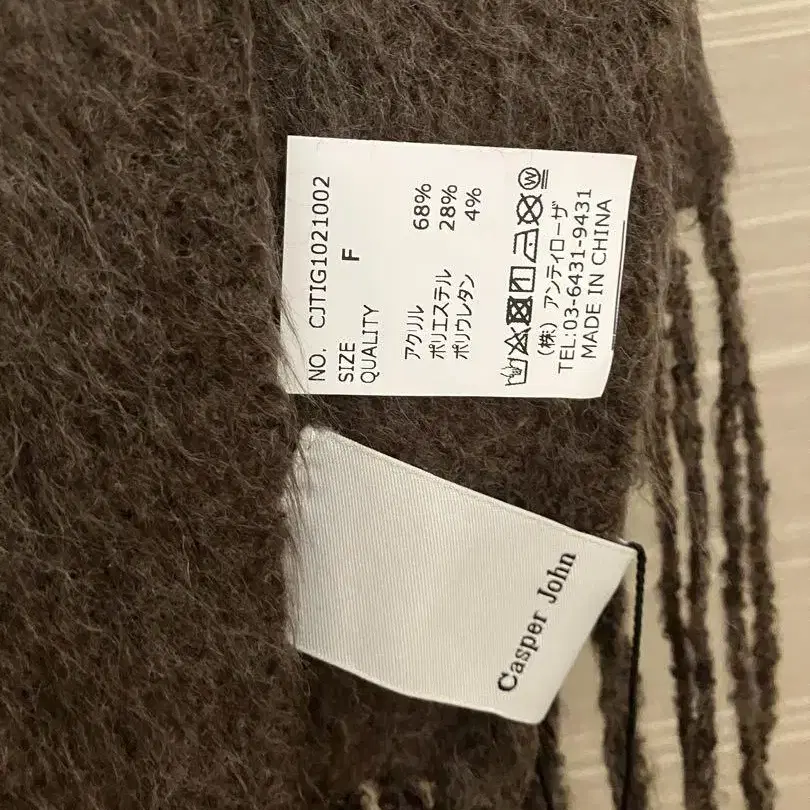 NO. CJTIG1021002
SIZE F
QUALITY
アクリル 68%
ポリエステル 28%
ポリウレタン 4%
W
(株)アンティローザ
TEL:03-6431-9431
MADE IN CHINA
Casper John